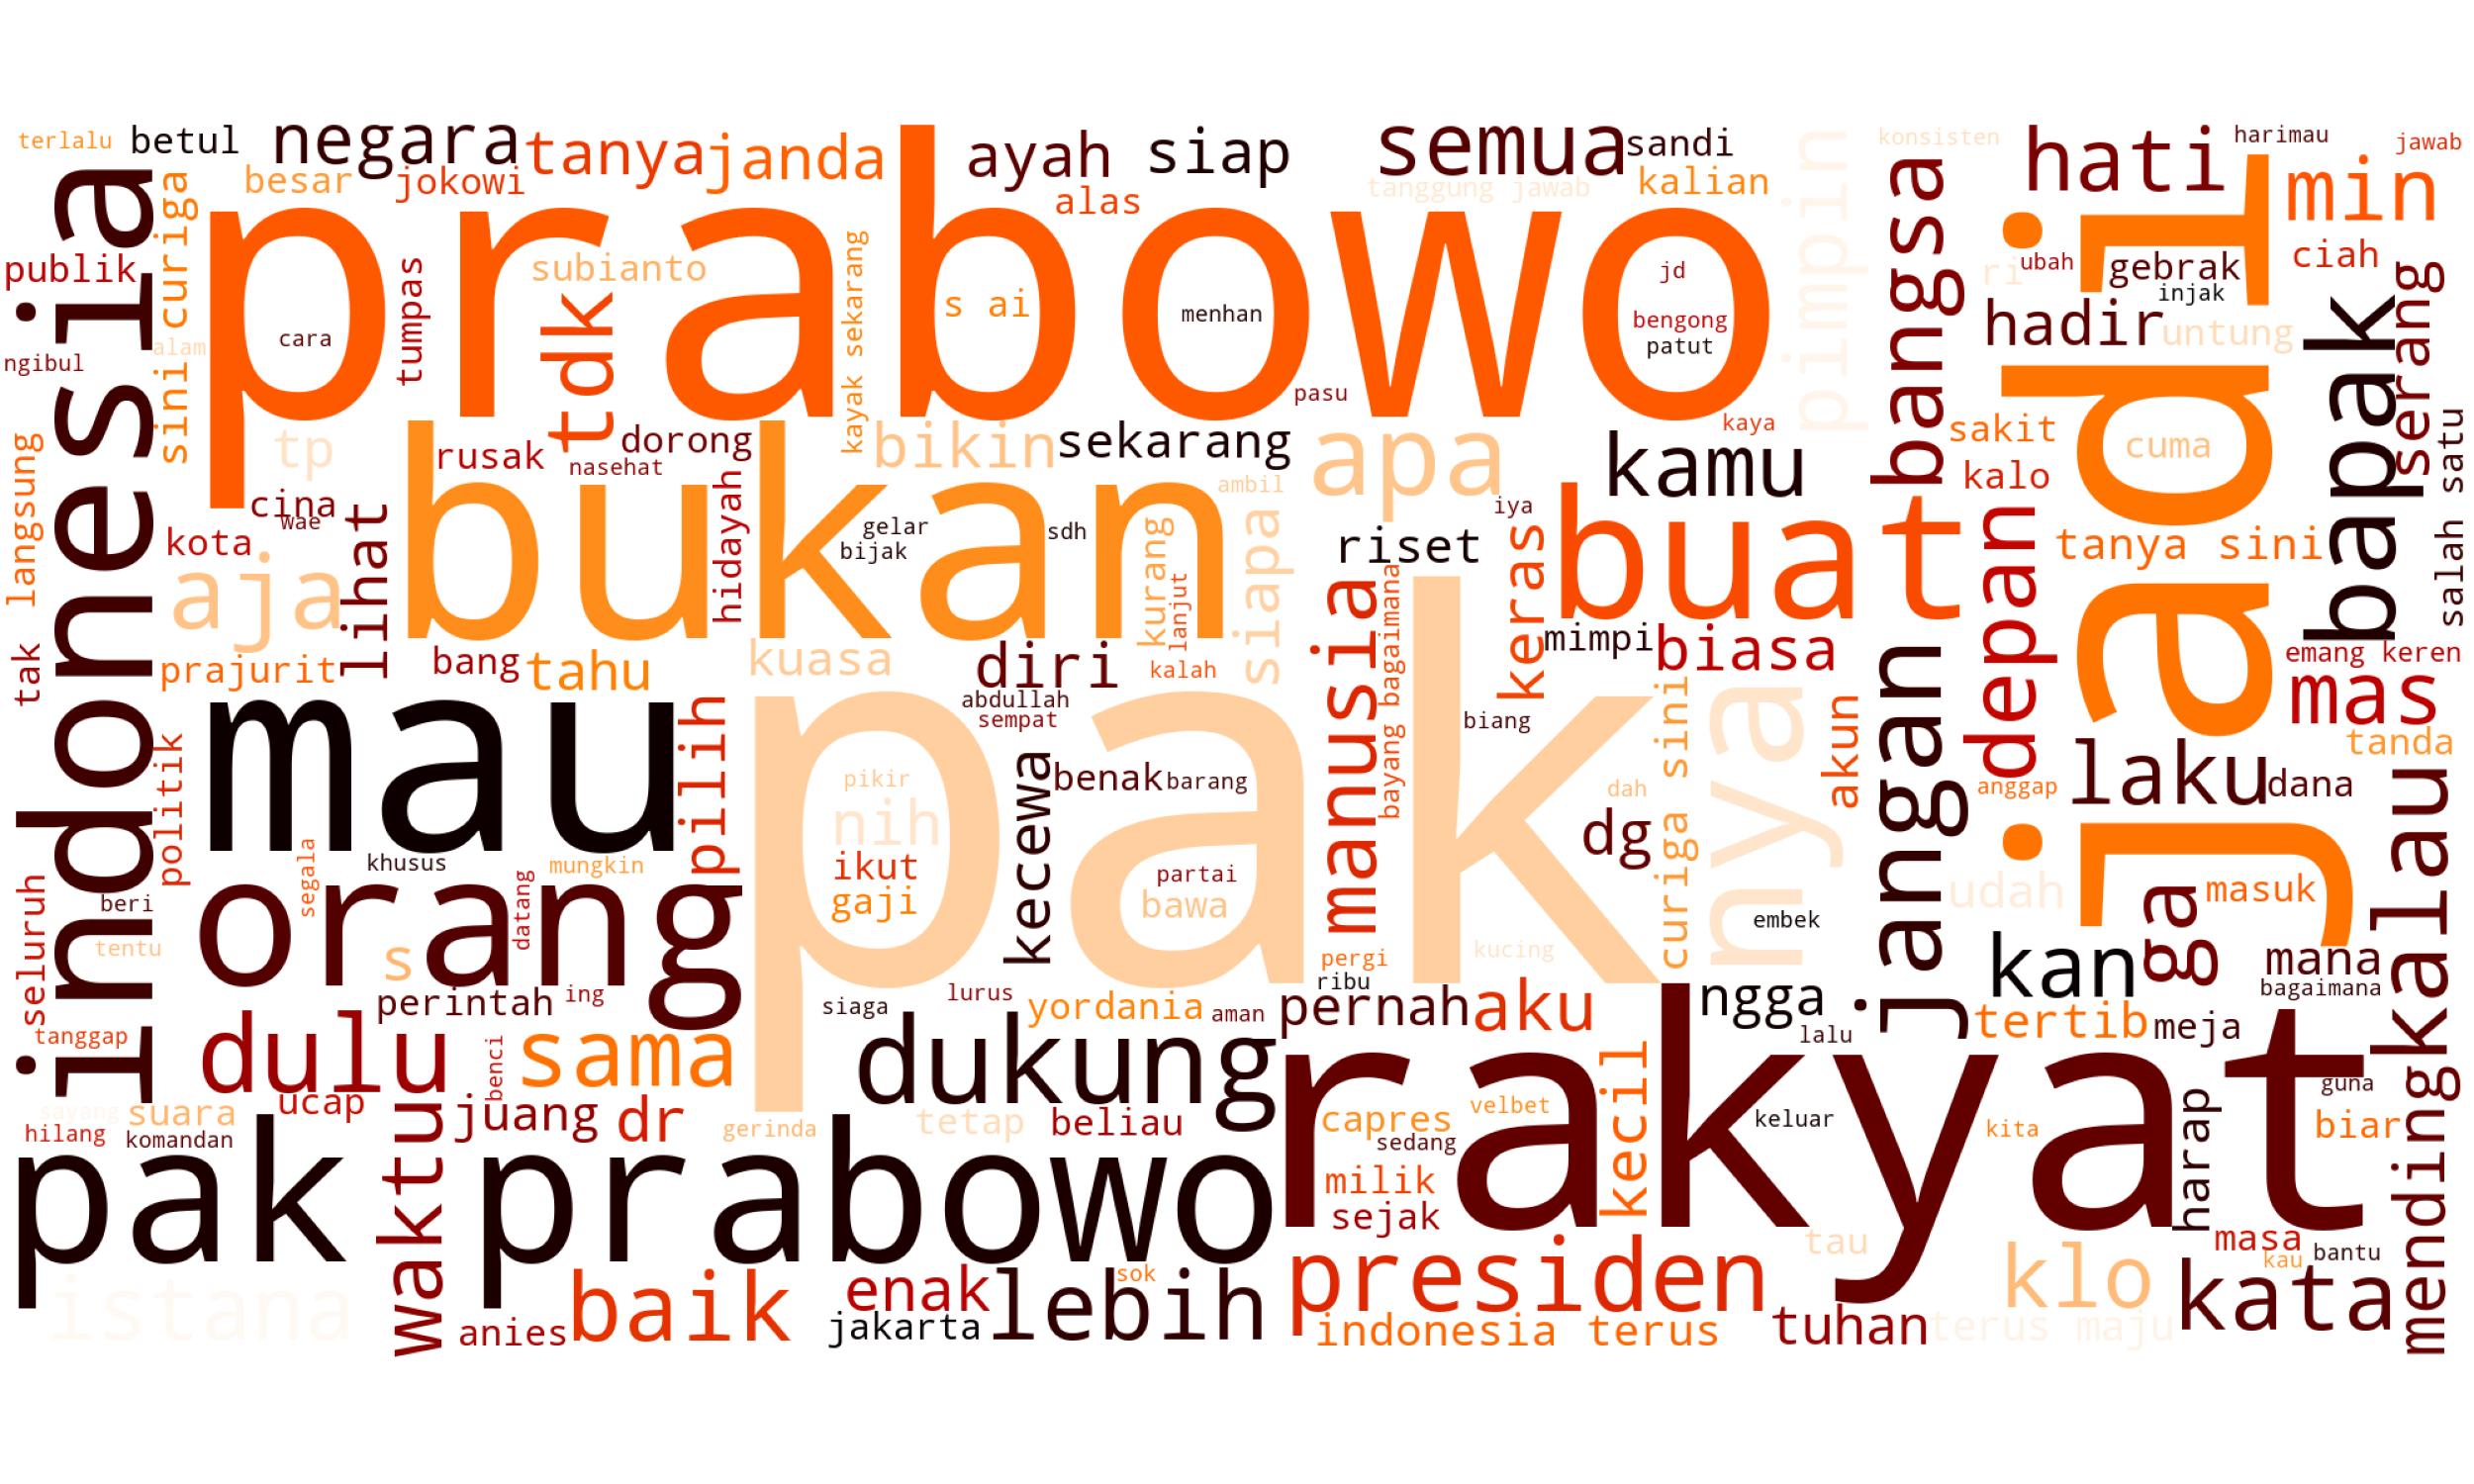 terlalu
betul
negara
tanya
janda
ayah
siap
semua
sandi
konsisten
hati
harimau
jawab
besar
jokowi
alas
tanggung jawab
kalian
min
indonesia
sini curiga
prabowo
pimpin
bangsa
jadi
publik
tumpas
subianto
tdk
kayak sekarang
s ai
menhan
jd
bengong
patut
ri
ubah
gebrak
injak
ciah
serang
bapak
hadir
untung
ngibul
alam
cara
pasu
kaya
langsung
tp
rusak
nasehat
dorong
bikin
sekarang
apa
kamu
sakit
kalo
cuma
salah satu
cina
wae
kota
aja
lihat
bukan
hidayah
gelar
bijak
sdh
ambil
kurang
lanjut
siapa
iya
riset
keras
buat
depan
tanya sini
tak
prajurit
bang
tahu
kuasa
diri
kalah
manusia
bayang bagaimana
mimpi
biasa
jangan
emang keren
mas
politik
mau
pilih
pak
abdullah
sempat
biang
curiga sini
nya
akun
tanda
kecewa
benak
barang
pikir
nih
ikut
gaji
partai
bawa
dah
dg
anggap
laku
dana
kalau
khusus
segala
mungkin
orang
datang
seluruh
beri
tentu
s
embek
udah
ga
masuk
kucing
pergi
ribu
kan
mana
bagaimana
perintah
ing
siaga
lurus
yordania
aman
pernah
aku
ngga
lalu
tertib
meja
tanggap
dulu
benci
sama
dukung
rakyat
kecil
guna
sayang
suara
ucap
waktu
juang
dr
gerinda
tetap
beliau
capres
velbet
sedang
keluar
kita
harap
biar
mending
hilang
komandan
pak prabowo
milik
sejak
istana
baik
enak
sok
lebih
presiden
tau
klo
masa
kau
bantu
kata
anies
jakarta
indonesia terus
tuhan
terus maju